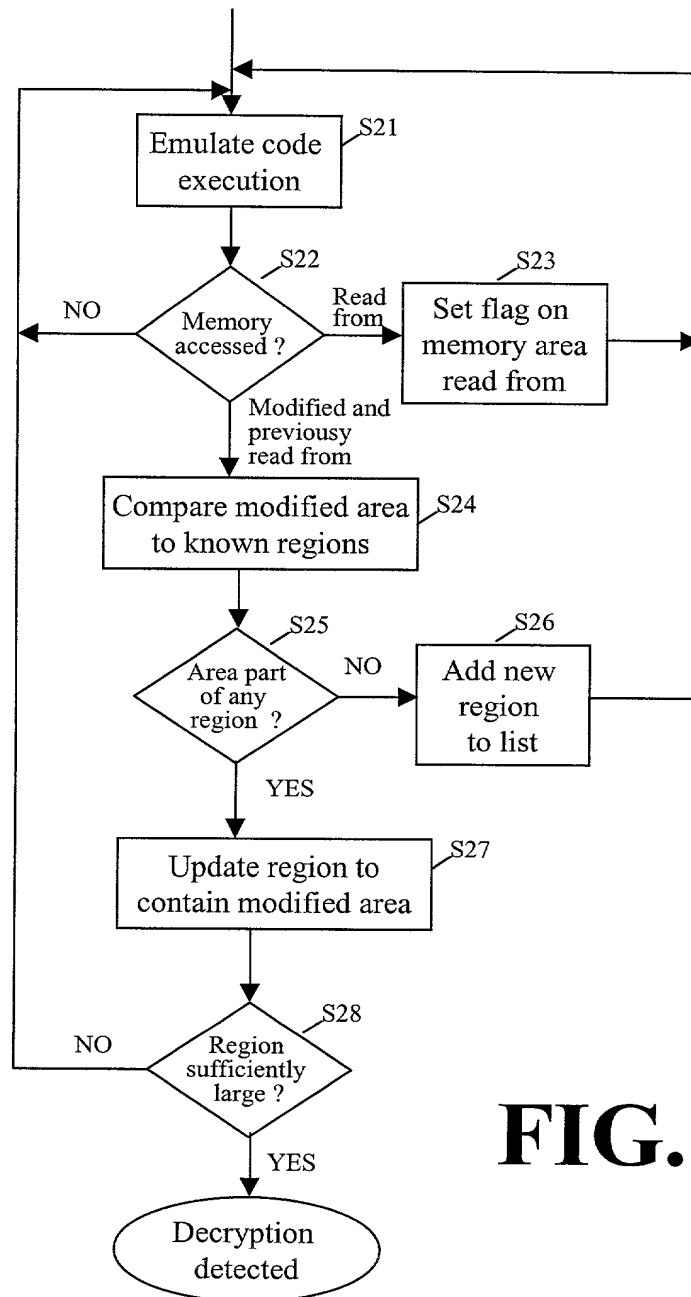 Emulate code
execution
S21
S22
NO
Memory
accessed ?
Read
from
S23
Set flag on
memory area
read from
Modified and
previousy
read from
Compare modified area
to known regions
S24
S25
Area part
of any
region ?
NO
S26
Add new
region
to list
YES
Update region to
contain modified area
S27
S28
NO
Region
sufficiently
large ?
YES
FIG.
Decryption
detected